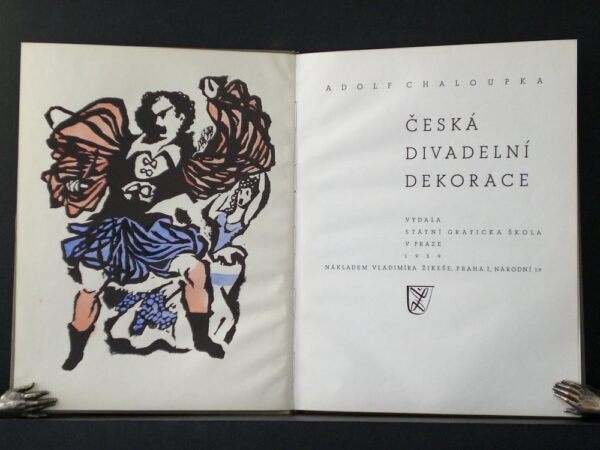 ADOLF CHALOUPKA
ČESKÁ
DIVADELNÍ
DEKORACE
VYDALA
STÁTNÍ GRAFICKÁ ŠKOLA
V PRAZE
1939
NÁKLADEM VLADIMÍRA ŽIKEŠE, PRAHA I, NÁRODNÍ 19